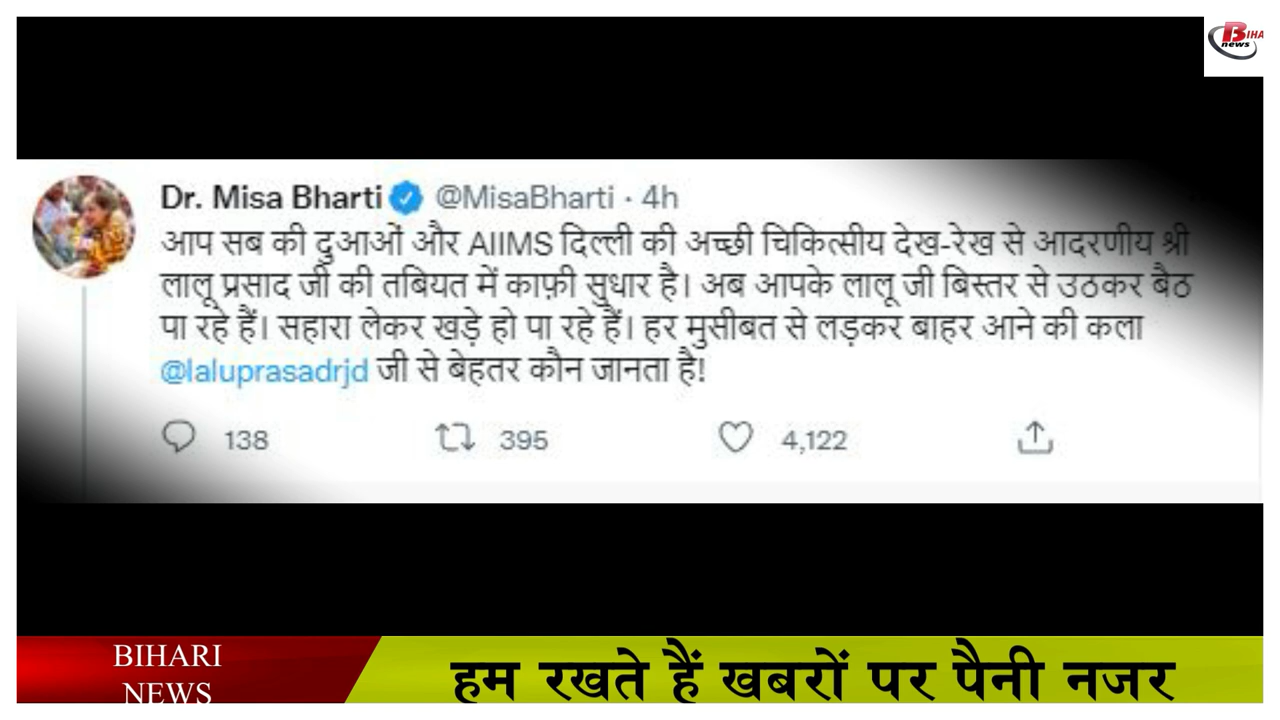 BIHA
news
Dr. Misa Bharti @MisaBharti · 4h
आप सब की दुआओं और AIIMS दिल्ली की अच्छी चिकित्सीय देख-रेख से आदरणीय श्री
लालू प्रसाद जी की तबियत में काफ़ी सुधार है। अब आपके लालू जी बिस्तर से उठकर बैठ
पा रहे हैं। सहारा लेकर खड़े हो पा रहे हैं। हर मुसीबत से लड़कर बाहर आने की कला
@laluprasadrjd जी से बेहतर कौन जानता है!
138 395 4,122
BIHARI
NEWS
हम रखते हैं खबरों पर पैनी नजर